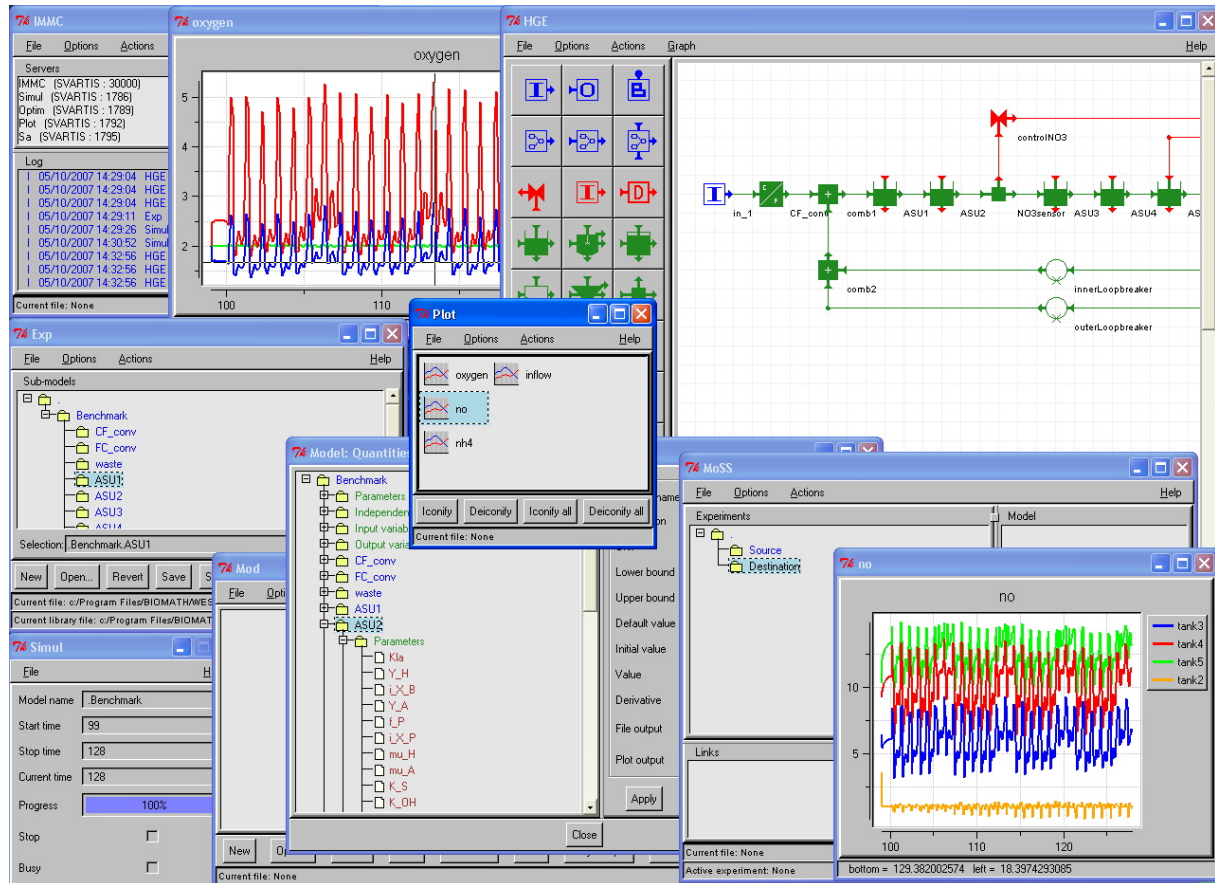 IMMC
File Options Actions
Servers
IMMC (SVARTIS : 30000)
Simul (SVARTIS : 1786)
Optim (SVARTIS : 1789)
Plot (SVARTIS : 1792)
Sa (SVARTIS : 1795)
Log
I 05/10/2007 14:29:04 HGE
I 05/10/2007 14:29:04 HGE
I 05/10/2007 14:29:04 HGE
I 05/10/2007 14:29:11 Exp
I 05/10/2007 14:29:26 Simul
I 05/10/2007 14:30:52 Simul
I 05/10/2007 14:32:56 HGE
I 05/10/2007 14:32:56 HGE
I 05/10/2007 14:32:56 HGE
Current file: None
oxygen
oxygen
5
4
3
2
100 110
HGE
File Options Actions Graph Help
I O B
I D
controlNO3
in_1 CF_conv comb1 ASU1 ASU2 NO3sensor ASU3 ASU4 AS
comb2
innerLoopbreaker
outerLoopbreaker
Plot
File Options Actions Help
oxygen inflow
no
nh4
Iconify Deiconify Iconify all Deiconify all
Current file: None
Exp
File Options Actions Help
Sub-models
.
Benchmark
CF_conv
FC_conv
waste
ASU1
ASU2
ASU3
ASU4
Selection: .Benchmark.ASU1
New Open... Revert Save S
Current file: c:/Program Files/BIOMATH/WES
Current library file: c:/Program Files/BIOMAT
Simul
File H
Model name .Benchmark
Start time 99
Stop time 128
Current time 128
Progress 100%
Stop
Busy
Mod
File Opti
New Op
Current file: None
Model: Quantities
Benchmark
Parameters
Independen
Input variab
Output varia
CF_conv
FC_conv
waste
ASU1
ASU2
Parameters
Kla
Y_H
i_X_B
Y_A
f_P
i_X_P
mu_H
mu_A
K_S
K_OH
Lower bound
Upper bound
Default value
Initial value
Value
Derivative
File output
Plot output
Apply
Close
MoSS
File Options Actions Help
Experiments Model
.
Source
Destination
Links
Current file: None
Active experiment: None
no
no
10
5
100 110 120
tank3
tank4
tank5
tank2
bottom = 129.382002574 left = 18.3974293085